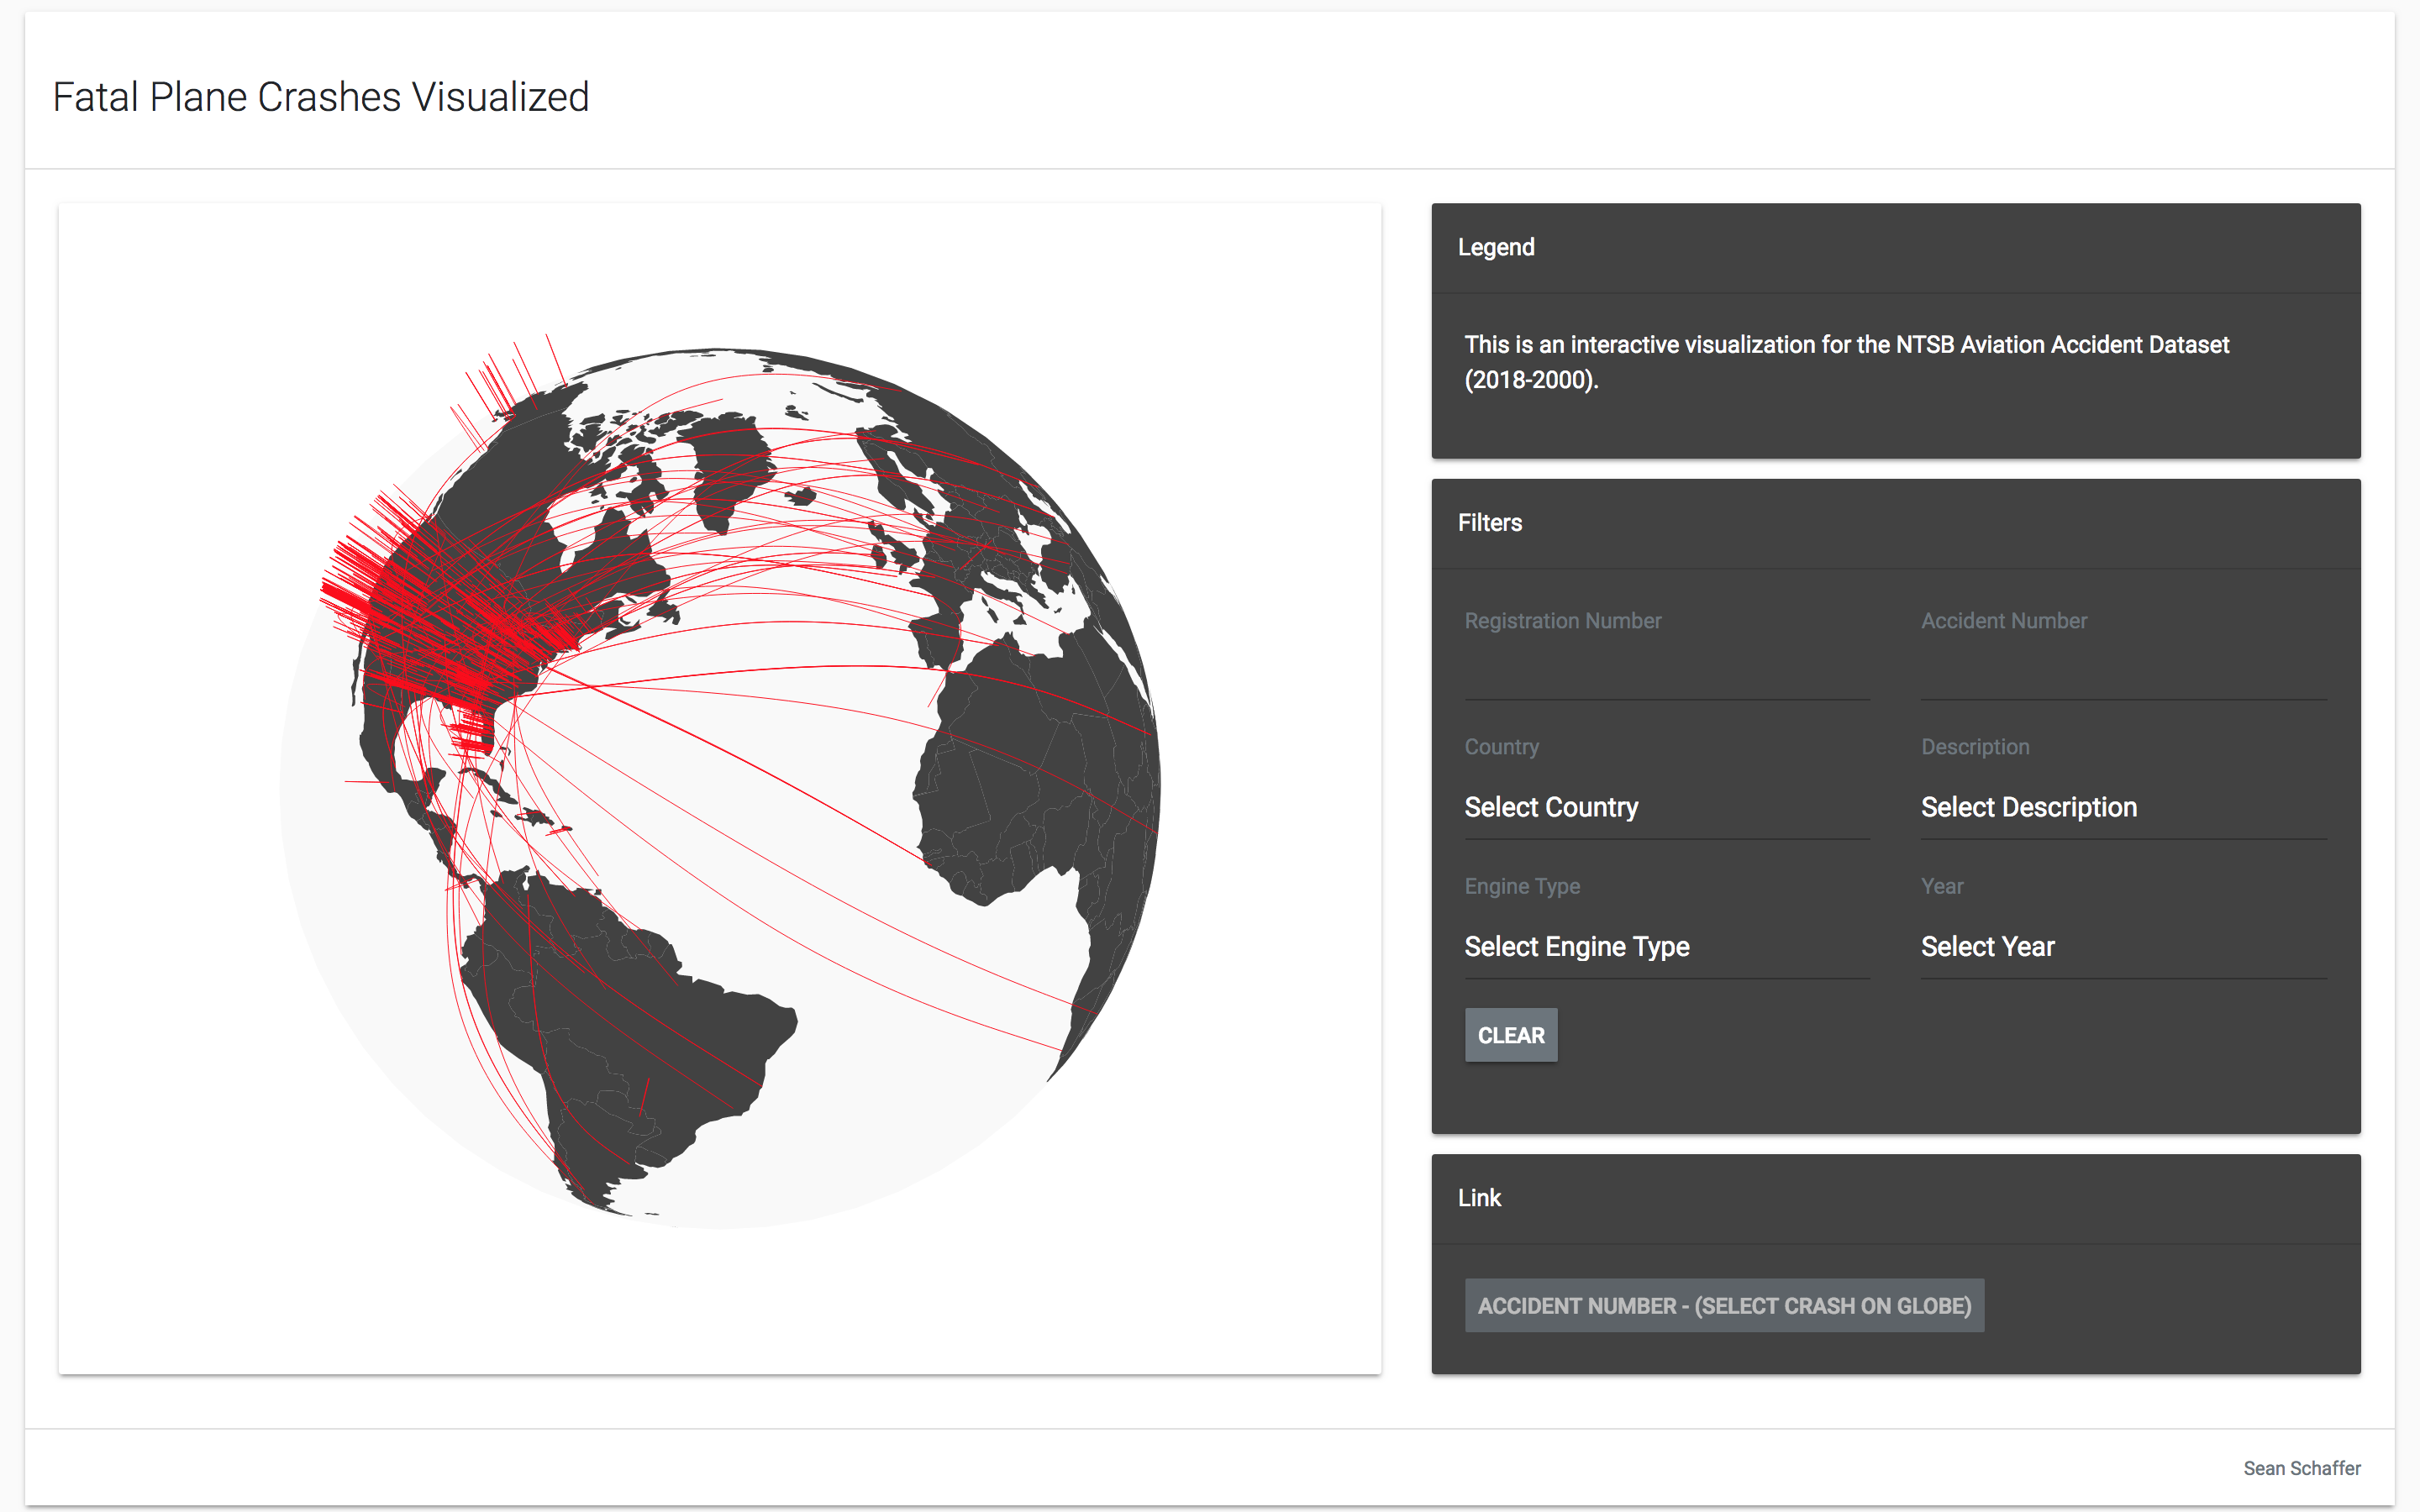 Fatal Plane Crashes Visualized
Legend
This is an interactive visualization for the NTSB Aviation Accident Dataset
(2018-2000).
Filters
Registration Number
Accident Number
Country
Description
Select Country
Select Description
Engine Type
Year
Select Engine Type
Select Year
CLEAR
Link
ACCIDENT NUMBER - (SELECT CRASH ON GLOBE)
Sean Schaffer